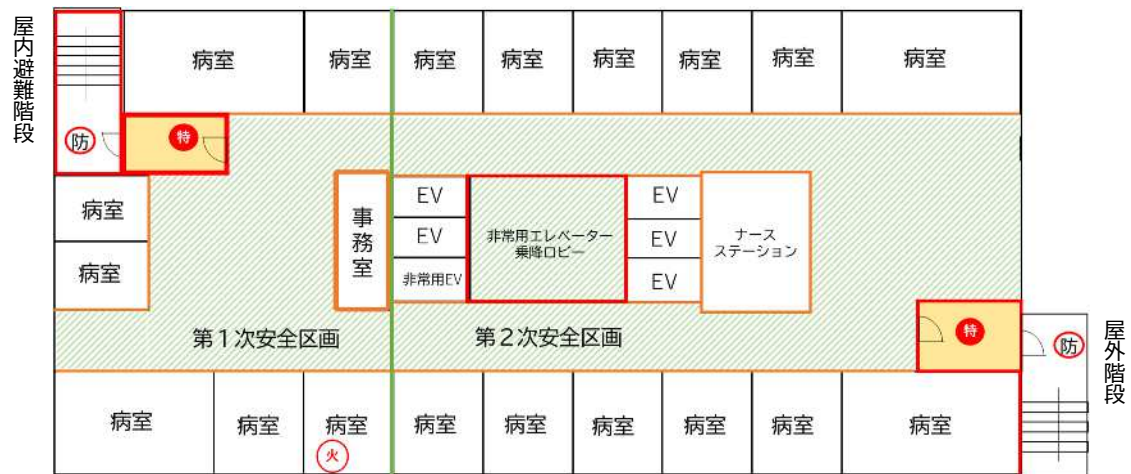 屋内避難階段
病室
病室
病室
病室
病室
病室
病室
病室
防
特
病室
病室
事務室
EV
EV
非常用EV
非常用エレベーター
乗降ロビー
EV
EV
EV
ナース
ステーション
第1次安全区画
第2次安全区画
特
防
屋外階段
病室
病室
病室
火
病室
病室
病室
病室
病室
病室